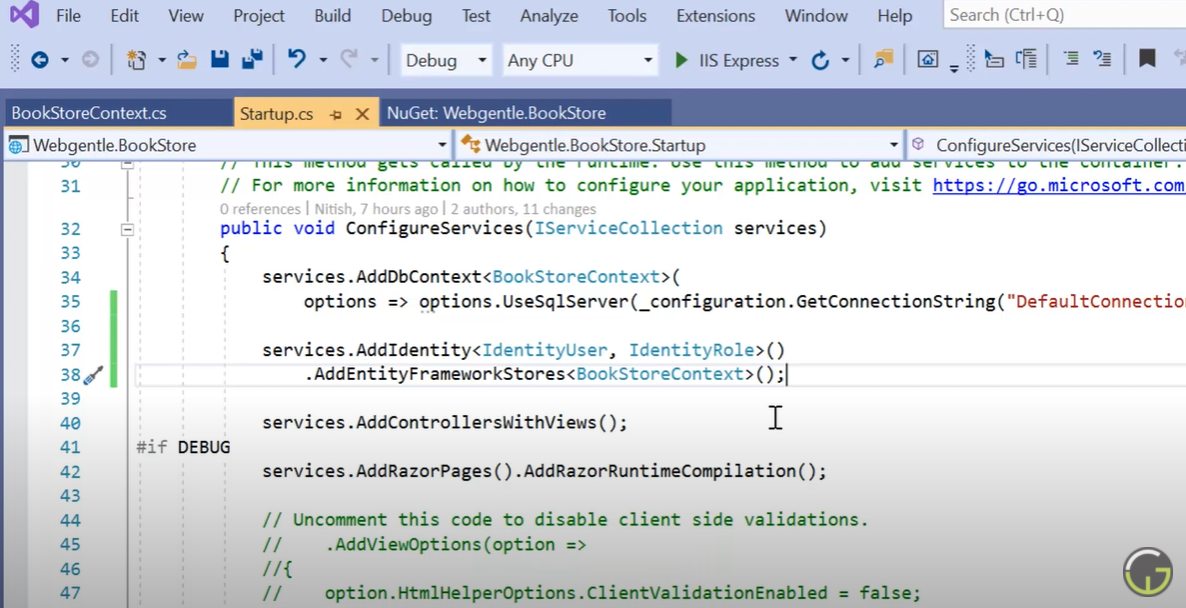 File Edit View Project Build Debug Test Analyze Tools Extensions Window Help Search (Ctrl+Q)
Debug Any CPU IIS Express
BookStoreContext.cs Startup.cs NuGet: Webgentle.BookStore
Webgentle.BookStore Webgentle.BookStore.Startup ConfigureServices(IServiceCollecti
30 // This method gets called by the runtime. Use this method to add services to the container.
31 // For more information on how to configure your application, visit https://go.microsoft.com
0 references | Nitish, 7 hours ago | 2 authors, 11 changes
32 public void ConfigureServices(IServiceCollection services)
33 {
34 services.AddDbContext<BookStoreContext>(
35 options => options.UseSqlServer(_configuration.GetConnectionString("DefaultConnectio
36
37 services.AddIdentity<IdentityUser, IdentityRole>()
38 .AddEntityFrameworkStores<BookStoreContext>();
39
40 services.AddControllersWithViews();
41 #if DEBUG
42 services.AddRazorPages().AddRazorRuntimeCompilation();
43
44 // Uncomment this code to disable client side validations.
45 // .AddViewOptions(option =>
46 //{
47 // option.HtmlHelperOptions.ClientValidationEnabled = false;